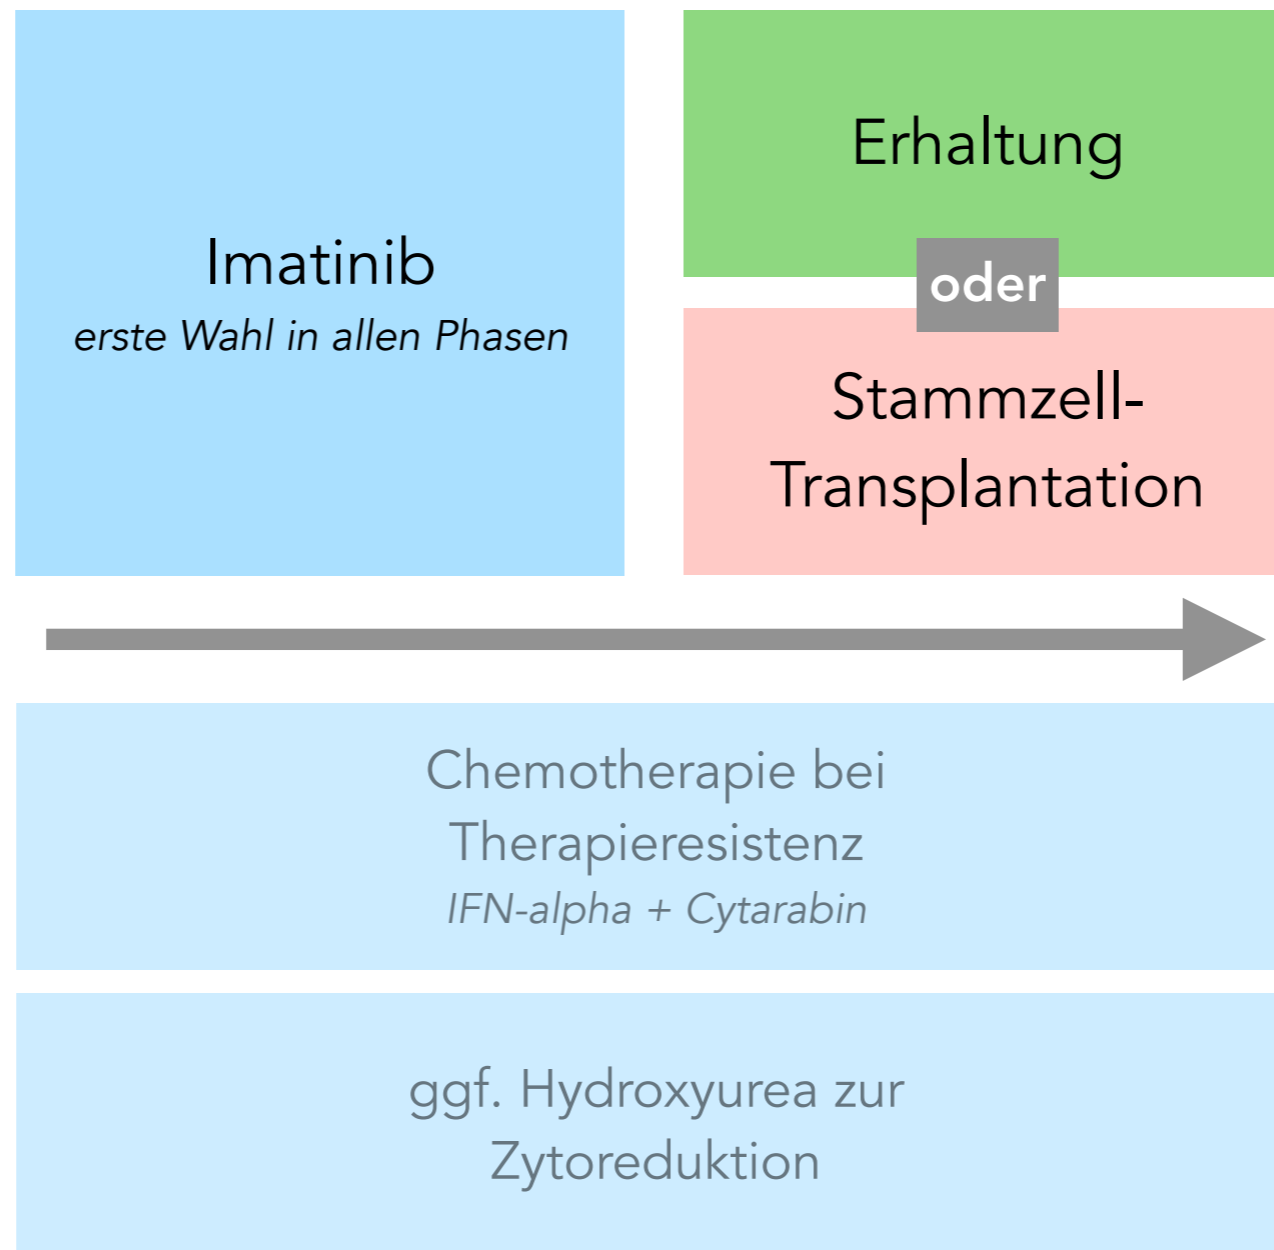 Imatinib
erste Wahl in allen Phasen
Erhaltung
oder
Stammzell-
Transplantation
Chemotherapie bei
Therapieresistenz
IFN-alpha + Cytarabin
ggf. Hydroxyurea zur
Zytoreduktion